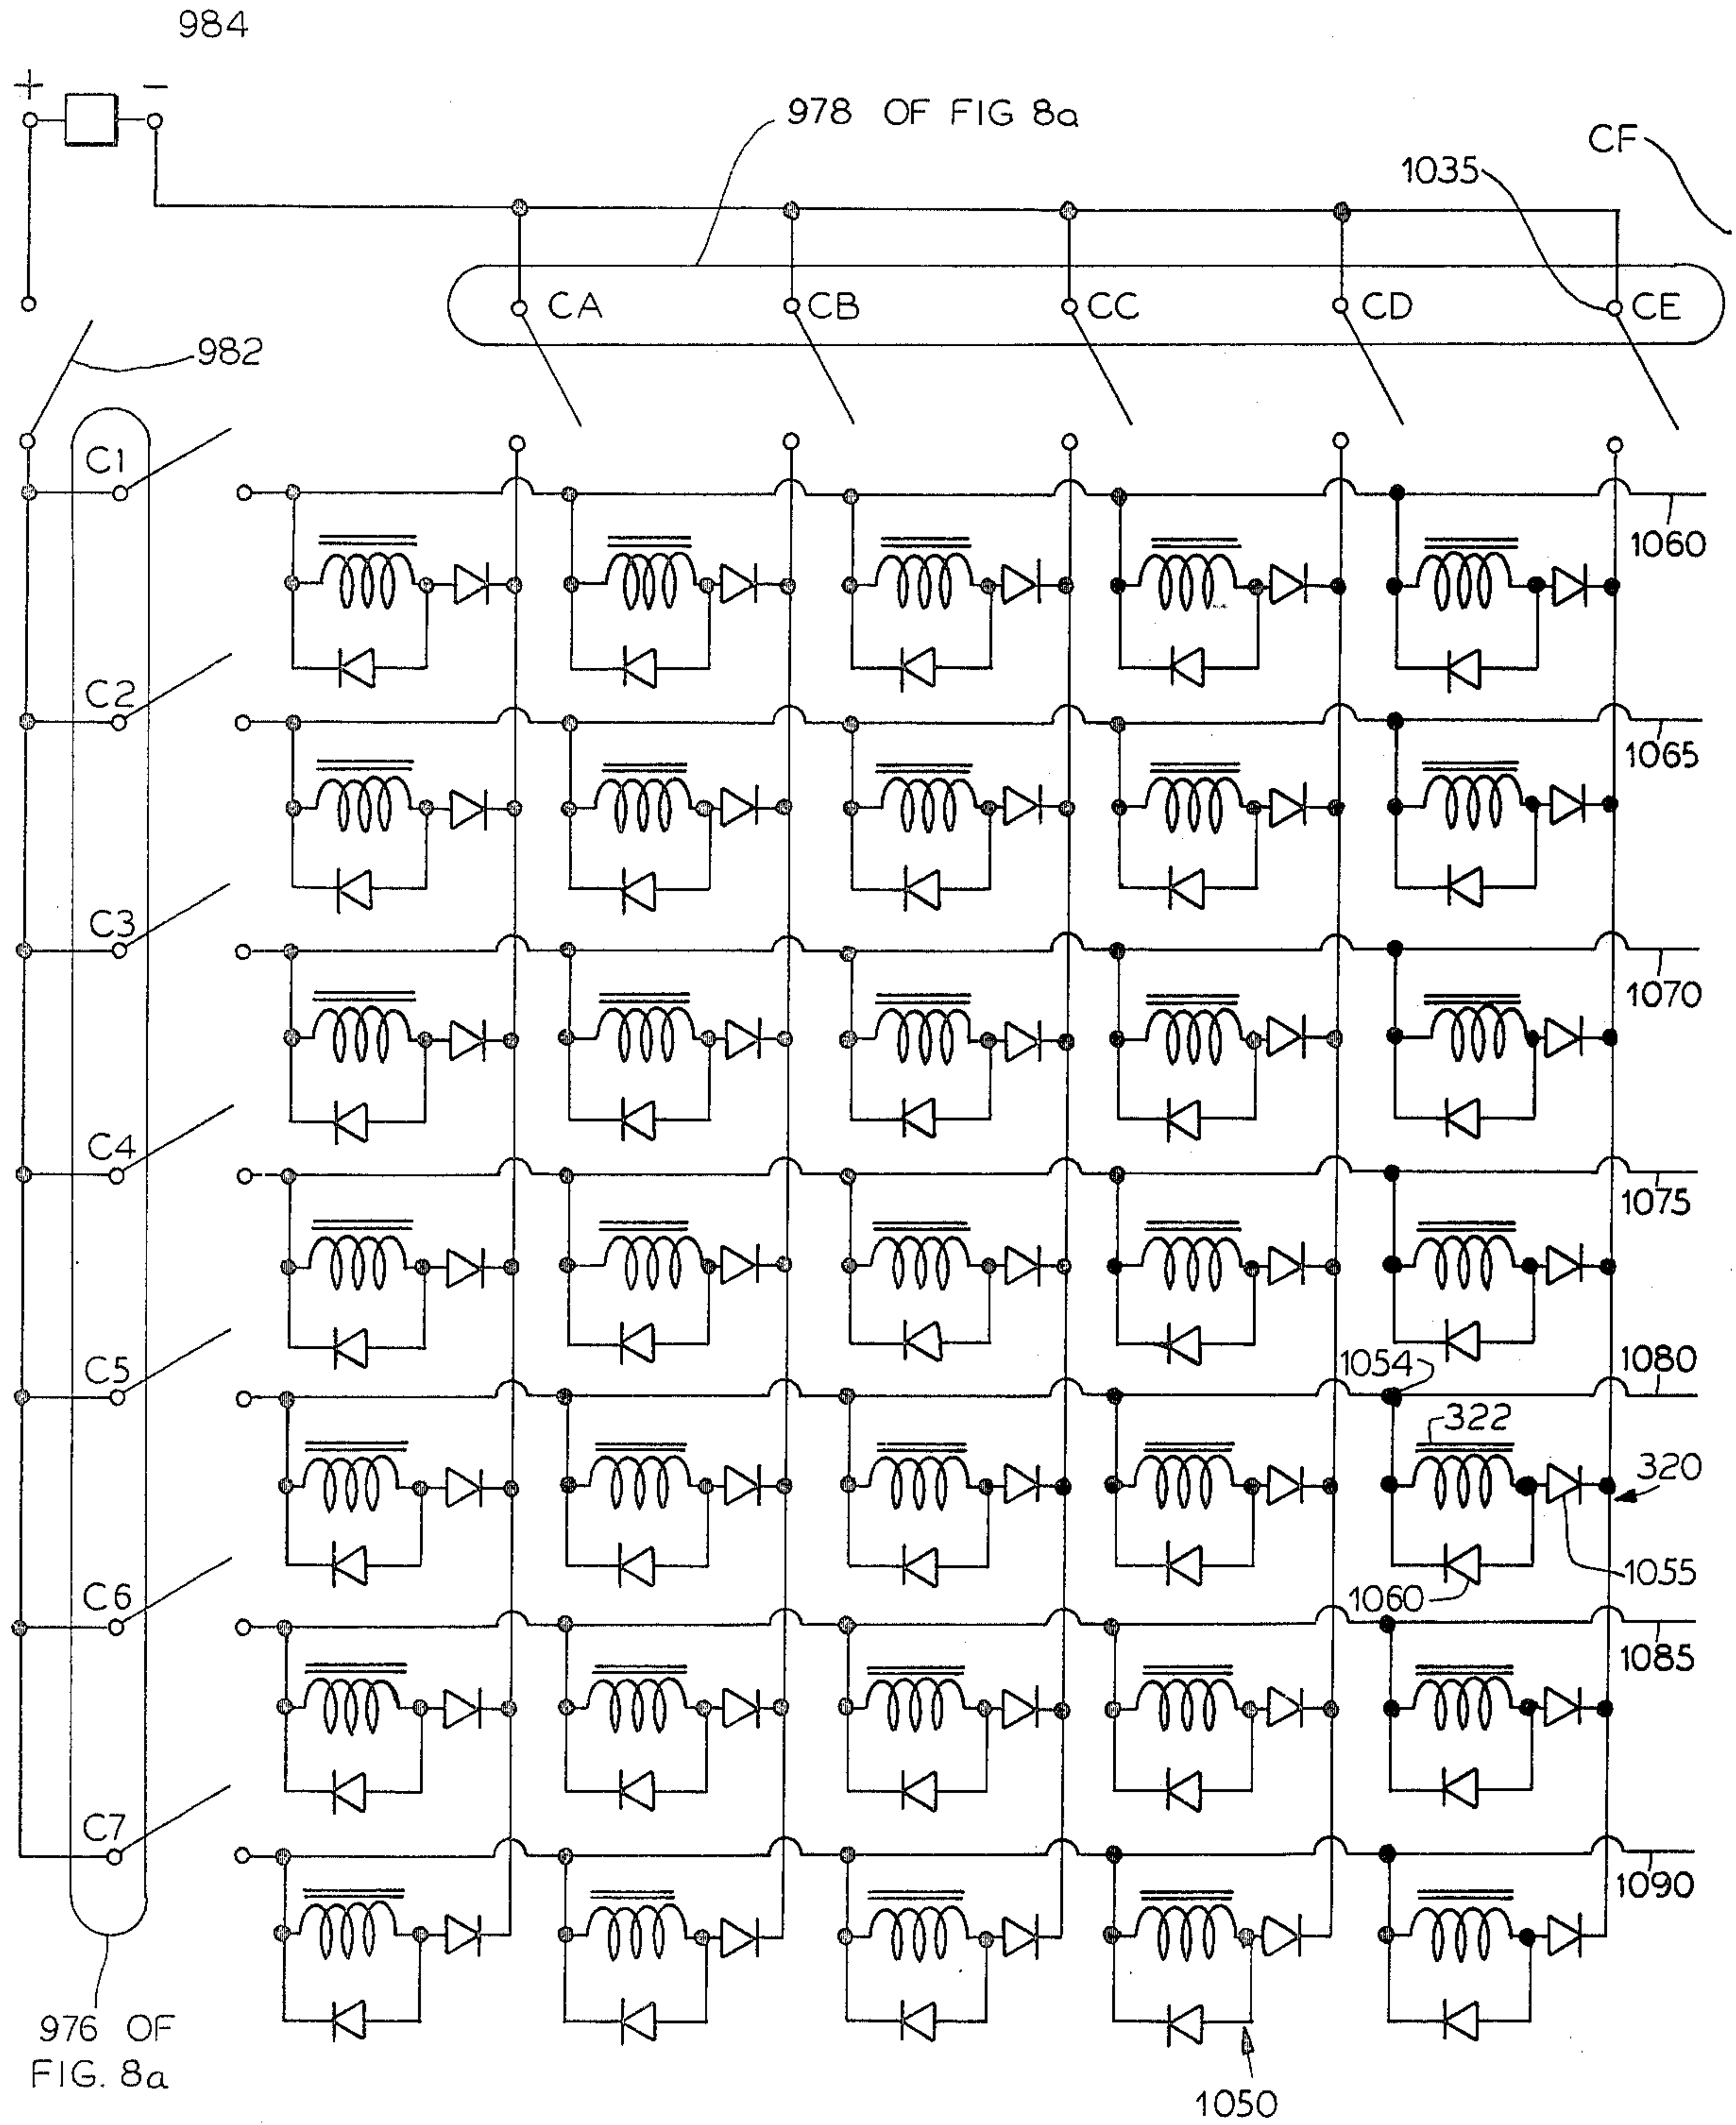 984
+ −
978 OF FIG 8a
CF
1035
CA CB CC CD CE
982
C1
1060
C2
1065
C3
1070
C4
1075
C5
1054
1080
322
320
1055
1060
C6
1085
C7
1090
976 OF
FIG. 8a
1050